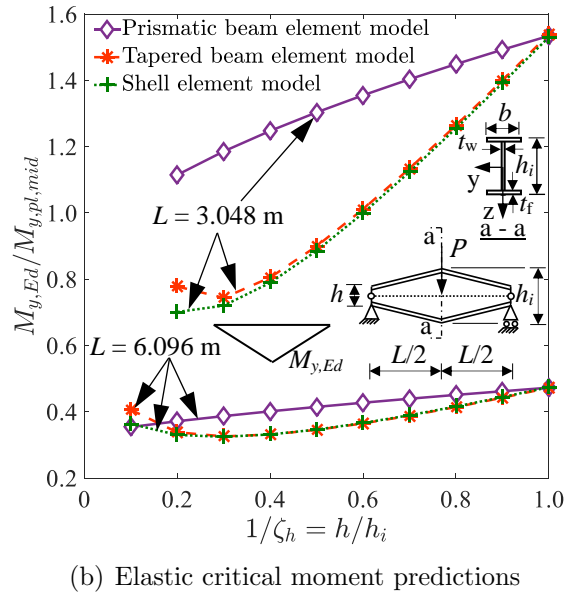 Prismatic beam element model
Tapered beam element model
Shell element model
1.6
1.4
1.2
1.0
0.8
0.6
0.4
0.2
M_{y,Ed}/M_{y,pl,mid}
b
t_w
h_i
y
z
t_f
a - a
L = 3.048 m
a
P
h
h_i
a
L = 6.096 m
M_{y,Ed}
L/2 L/2
0 0.2 0.4 0.6 0.8 1.0
1/ζ_h = h/h_i
(b) Elastic critical moment predictions